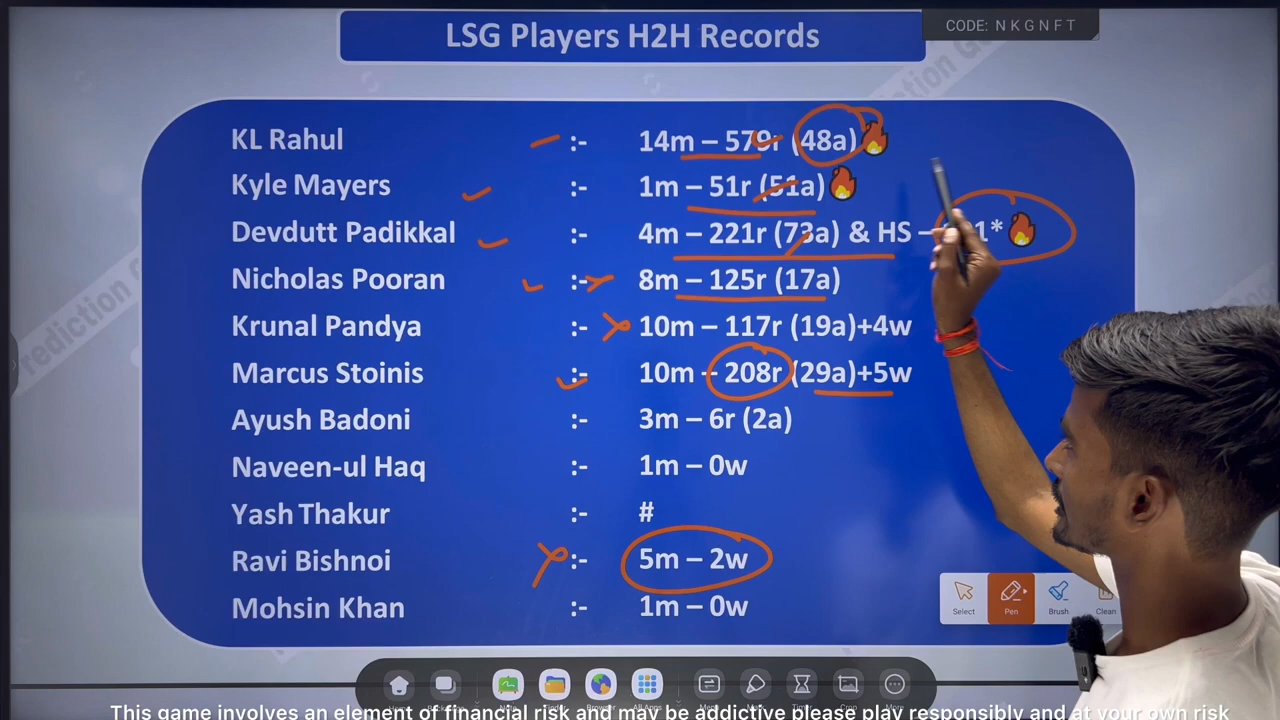 LSG Players H2H Records
CODE: N K G N F T
KL Rahul :- 14m – 579r (48a)
Kyle Mayers :- 1m – 51r (51a)
Devdutt Padikkal :- 4m – 221r (73a) & HS – 1*
Nicholas Pooran :- 8m – 125r (17a)
Krunal Pandya :- 10m – 117r (19a)+4w
Marcus Stoinis :- 10m – 208r (29a)+5w
Ayush Badoni :- 3m – 6r (2a)
Naveen-ul Haq :- 1m – 0w
Yash Thakur :- #
Ravi Bishnoi :- 5m – 2w
Mohsin Khan :- 1m – 0w
rediction
Select Pen Brush Clean
This game involves an element of financial risk and may be addictive please play responsibly and at your own risk